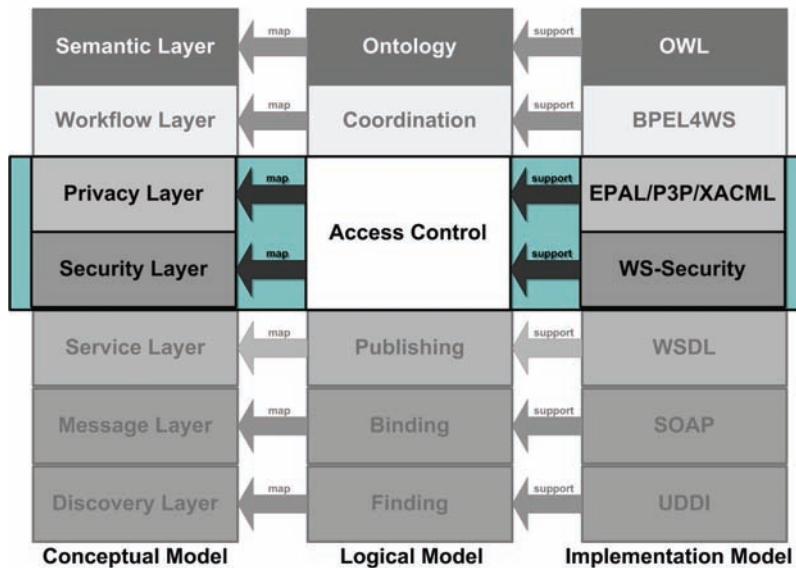 Semantic Layer map Ontology support OWL
Workflow Layer map Coordination support BPEL4WS
Privacy Layer map support EPAL/P3P/XACML
Access Control
Security Layer map support WS-Security
Service Layer map Publishing support WSDL
Message Layer map Binding support SOAP
Discovery Layer map Finding support UDDI
Conceptual Model Logical Model Implementation Model